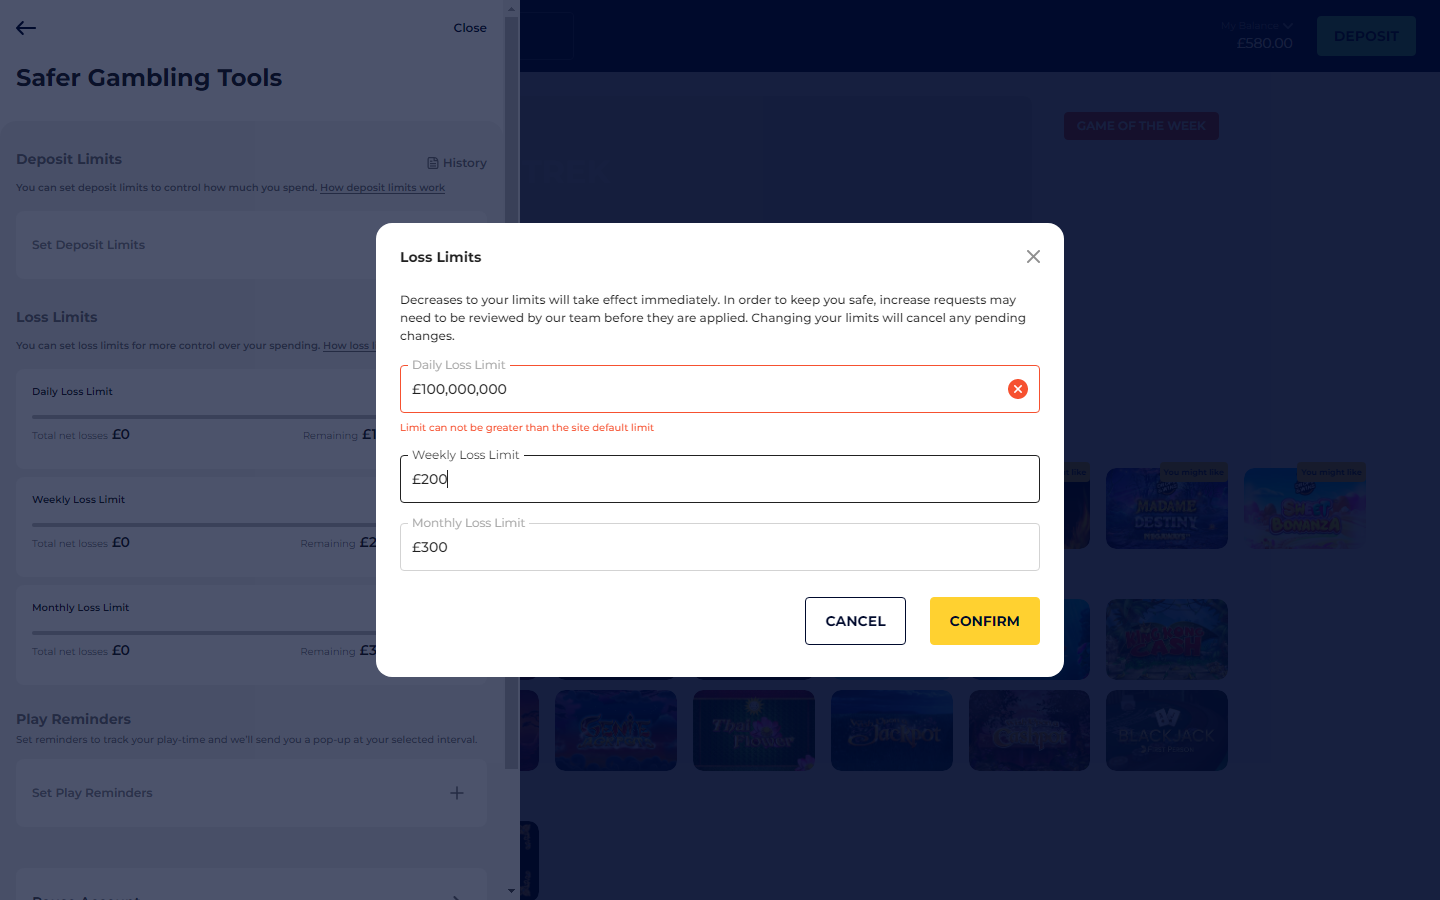 Close
Safer Gambling Tools
Deposit Limits
History
You can set deposit limits to control how much you spend. How deposit limits work
Set Deposit Limits
Loss Limits
You can set loss limits for more control over your spending. How loss l
Daily Loss Limit
Total net losses £0
Remaining £1
Weekly Loss Limit
Total net losses £0
Remaining £2
Monthly Loss Limit
Total net losses £0
Remaining £3
Play Reminders
Set reminders to track your play-time and we'll send you a pop-up at your selected interval.
Set Play Reminders
Pause Account
My Balance
£580.00
DEPOSIT
GAME OF THE WEEK
Loss Limits
Decreases to your limits will take effect immediately. In order to keep you safe, increase requests may
need to be reviewed by our team before they are applied. Changing your limits will cancel any pending
changes.
Daily Loss Limit
£100,000,000
Limit can not be greater than the site default limit
Weekly Loss Limit
£200
Monthly Loss Limit
£300
CANCEL
CONFIRM
like
You might like
You might like
MADAME
DESTINY
MEGAWAYS
SWEET
BONANZA
Thai
Flower
Jackpot
BLACKJACK